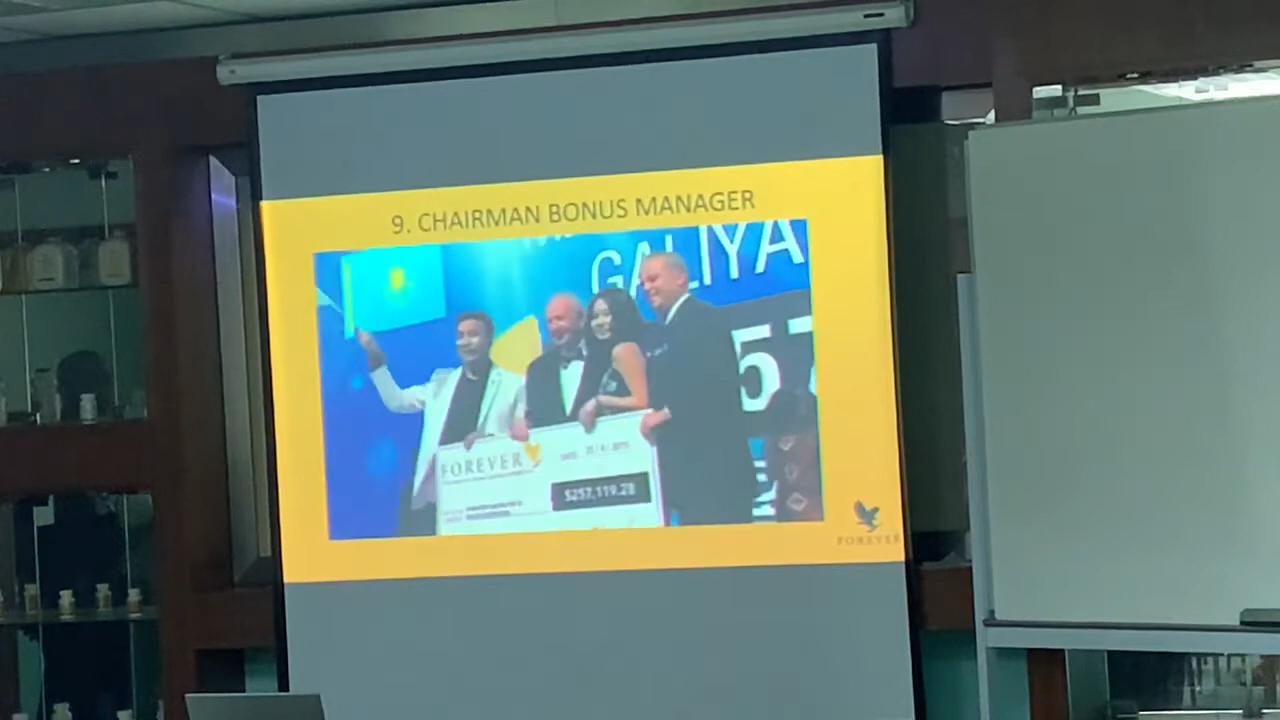 9. CHAIRMAN BONUS MANAGER
GALIYA
57
FOREVER
$257,119.28
FOREVER